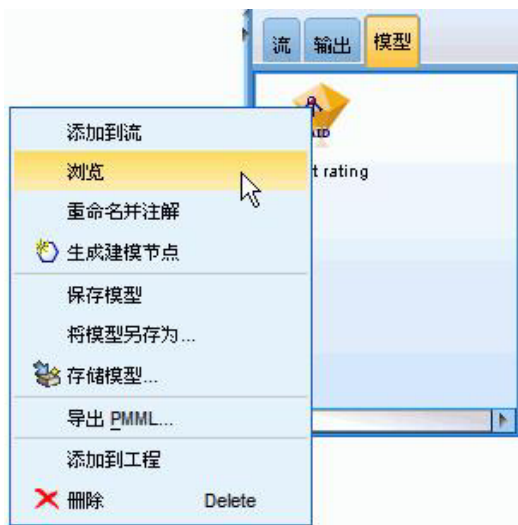 流 输出 模型
添加到流
浏览
t rating
重命名并注解
生成建模节点
保存模型
将模型另存为...
存储模型...
导出 PMML...
添加到工程
删除 Delete